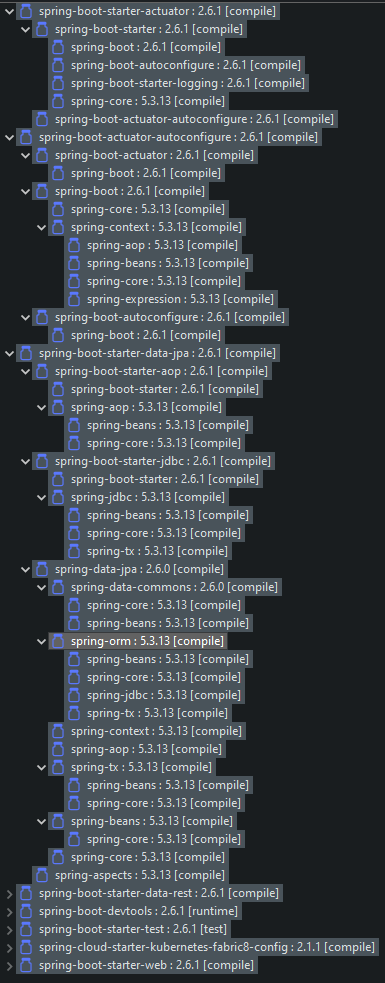 spring-boot-starter-actuator : 2.6.1 [compile]
spring-boot-starter : 2.6.1 [compile]
spring-boot : 2.6.1 [compile]
spring-boot-autoconfigure : 2.6.1 [compile]
spring-boot-starter-logging : 2.6.1 [compile]
spring-core : 5.3.13 [compile]
spring-boot-actuator-autoconfigure : 2.6.1 [compile]
spring-boot-actuator-autoconfigure : 2.6.1 [compile]
spring-boot-actuator : 2.6.1 [compile]
spring-boot : 2.6.1 [compile]
spring-boot : 2.6.1 [compile]
spring-core : 5.3.13 [compile]
spring-context : 5.3.13 [compile]
spring-aop : 5.3.13 [compile]
spring-beans : 5.3.13 [compile]
spring-core : 5.3.13 [compile]
spring-expression : 5.3.13 [compile]
spring-boot-autoconfigure : 2.6.1 [compile]
spring-boot : 2.6.1 [compile]
spring-boot-starter-data-jpa : 2.6.1 [compile]
spring-boot-starter-aop : 2.6.1 [compile]
spring-boot-starter : 2.6.1 [compile]
spring-aop : 5.3.13 [compile]
spring-beans : 5.3.13 [compile]
spring-core : 5.3.13 [compile]
spring-boot-starter-jdbc : 2.6.1 [compile]
spring-boot-starter : 2.6.1 [compile]
spring-jdbc : 5.3.13 [compile]
spring-beans : 5.3.13 [compile]
spring-core : 5.3.13 [compile]
spring-tx : 5.3.13 [compile]
spring-data-jpa : 2.6.0 [compile]
spring-data-commons : 2.6.0 [compile]
spring-core : 5.3.13 [compile]
spring-beans : 5.3.13 [compile]
spring-orm : 5.3.13 [compile]
spring-beans : 5.3.13 [compile]
spring-core : 5.3.13 [compile]
spring-jdbc : 5.3.13 [compile]
spring-tx : 5.3.13 [compile]
spring-context : 5.3.13 [compile]
spring-aop : 5.3.13 [compile]
spring-tx : 5.3.13 [compile]
spring-beans : 5.3.13 [compile]
spring-core : 5.3.13 [compile]
spring-beans : 5.3.13 [compile]
spring-core : 5.3.13 [compile]
spring-core : 5.3.13 [compile]
spring-aspects : 5.3.13 [compile]
spring-boot-starter-data-rest : 2.6.1 [compile]
spring-boot-devtools : 2.6.1 [runtime]
spring-boot-starter-test : 2.6.1 [test]
spring-cloud-starter-kubernetes-fabric8-config : 2.1.1 [compile]
spring-boot-starter-web : 2.6.1 [compile]